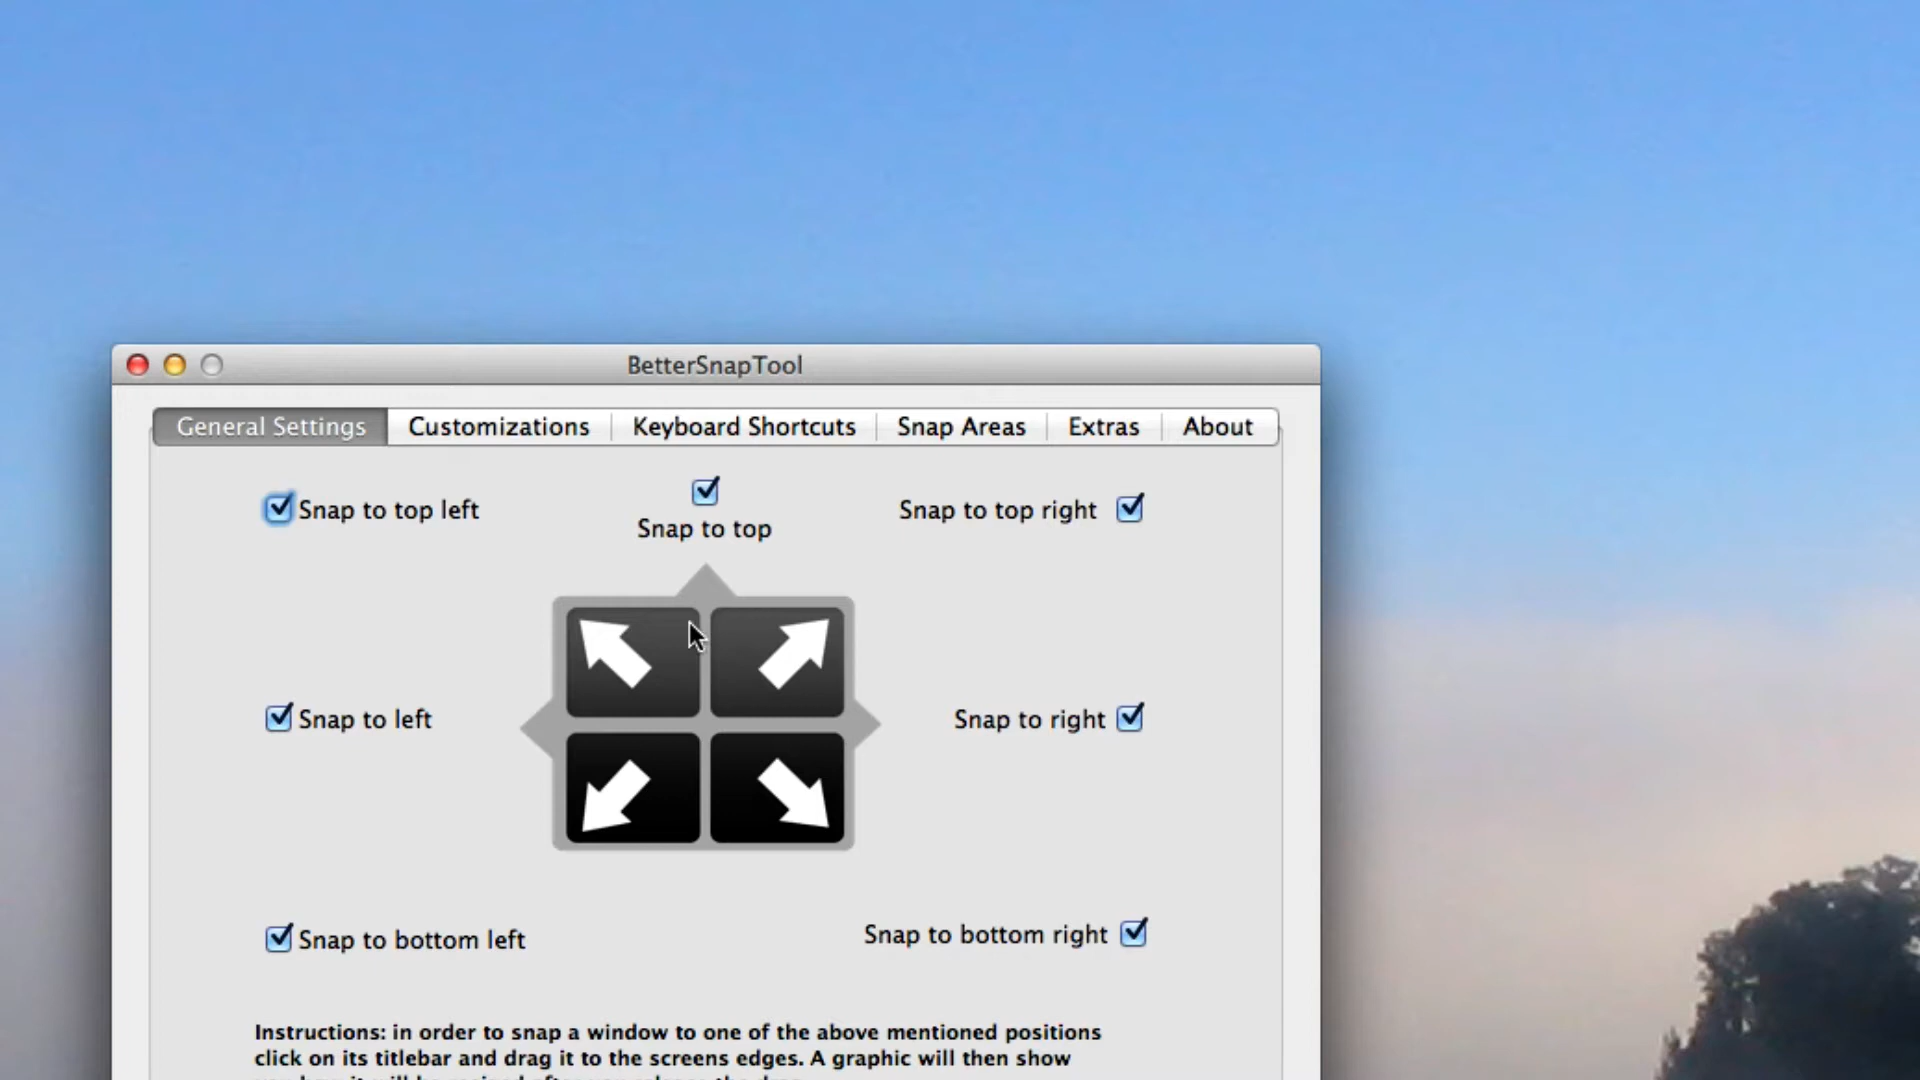 BetterSnapTool
General Settings
Customizations
Keyboard Shortcuts
Snap Areas
Extras
About
Snap to top left
Snap to top
Snap to top right
Snap to left
Snap to right
Snap to bottom left
Snap to bottom right
Instructions: in order to snap a window to one of the above mentioned positions
click on its titlebar and drag it to the screens edges. A graphic will then show